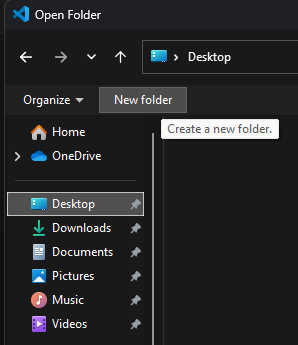 Open Folder
Desktop
Organize New folder
Create a new folder.
Home
OneDrive
Desktop
Downloads
Documents
Pictures
Music
Videos